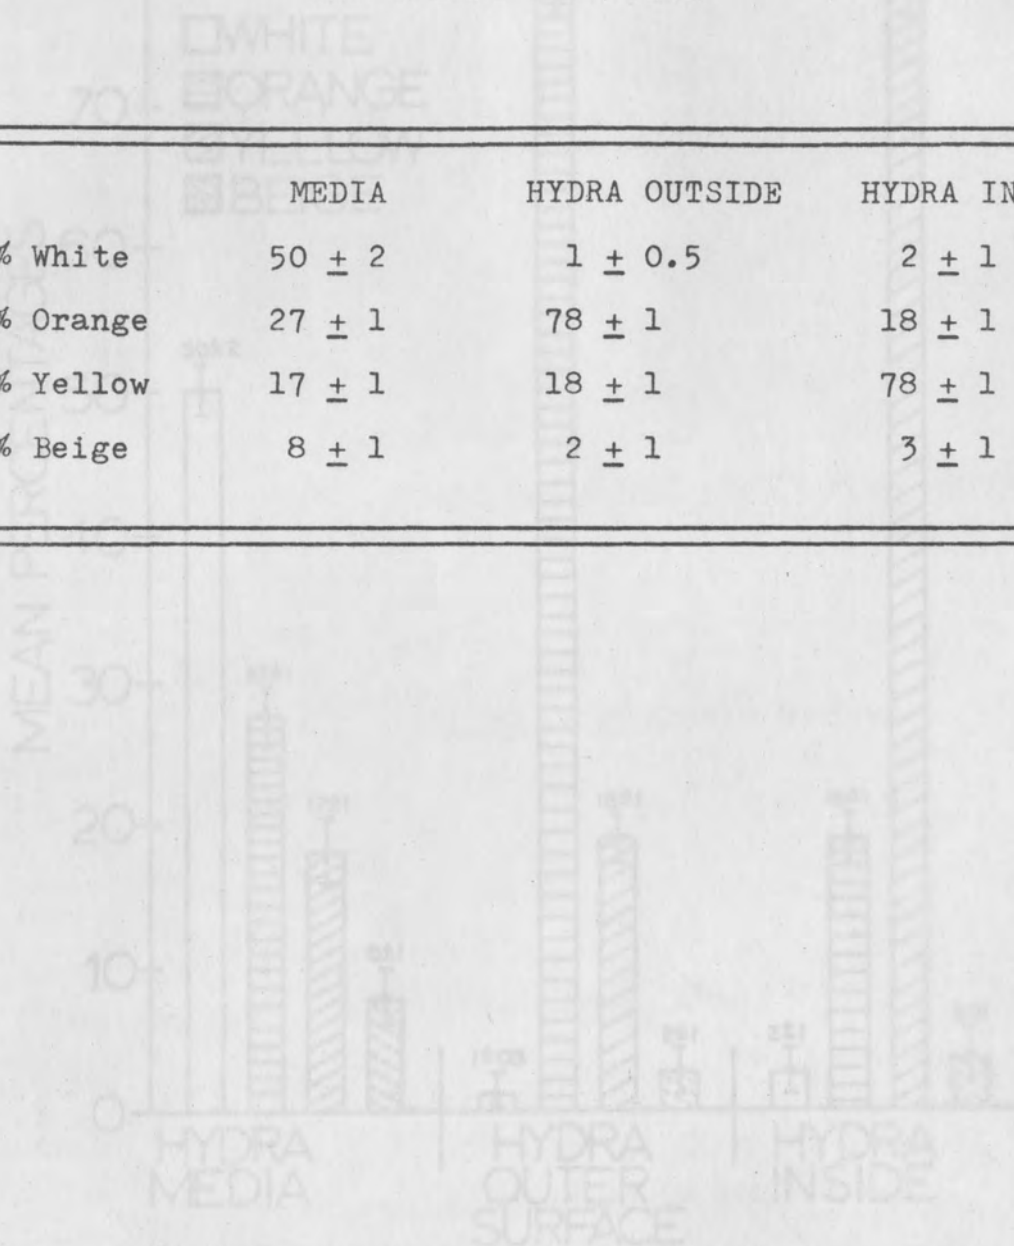 MEDIA HYDRA OUTSIDE HYDRA IN
% White 50 ± 2 1 ± 0.5 2 ± 1
% Orange 27 ± 1 78 ± 1 18 ± 1
% Yellow 17 ± 1 18 ± 1 78 ± 1
% Beige 8 ± 1 2 ± 1 3 ± 1
WHITE
ORANGE
YELLOW
BEIGE
70
30
20
10
0
MEAN
HYDRA
MEDIA
HYDRA
OUTER
SURFACE
HYDRA
INSIDE